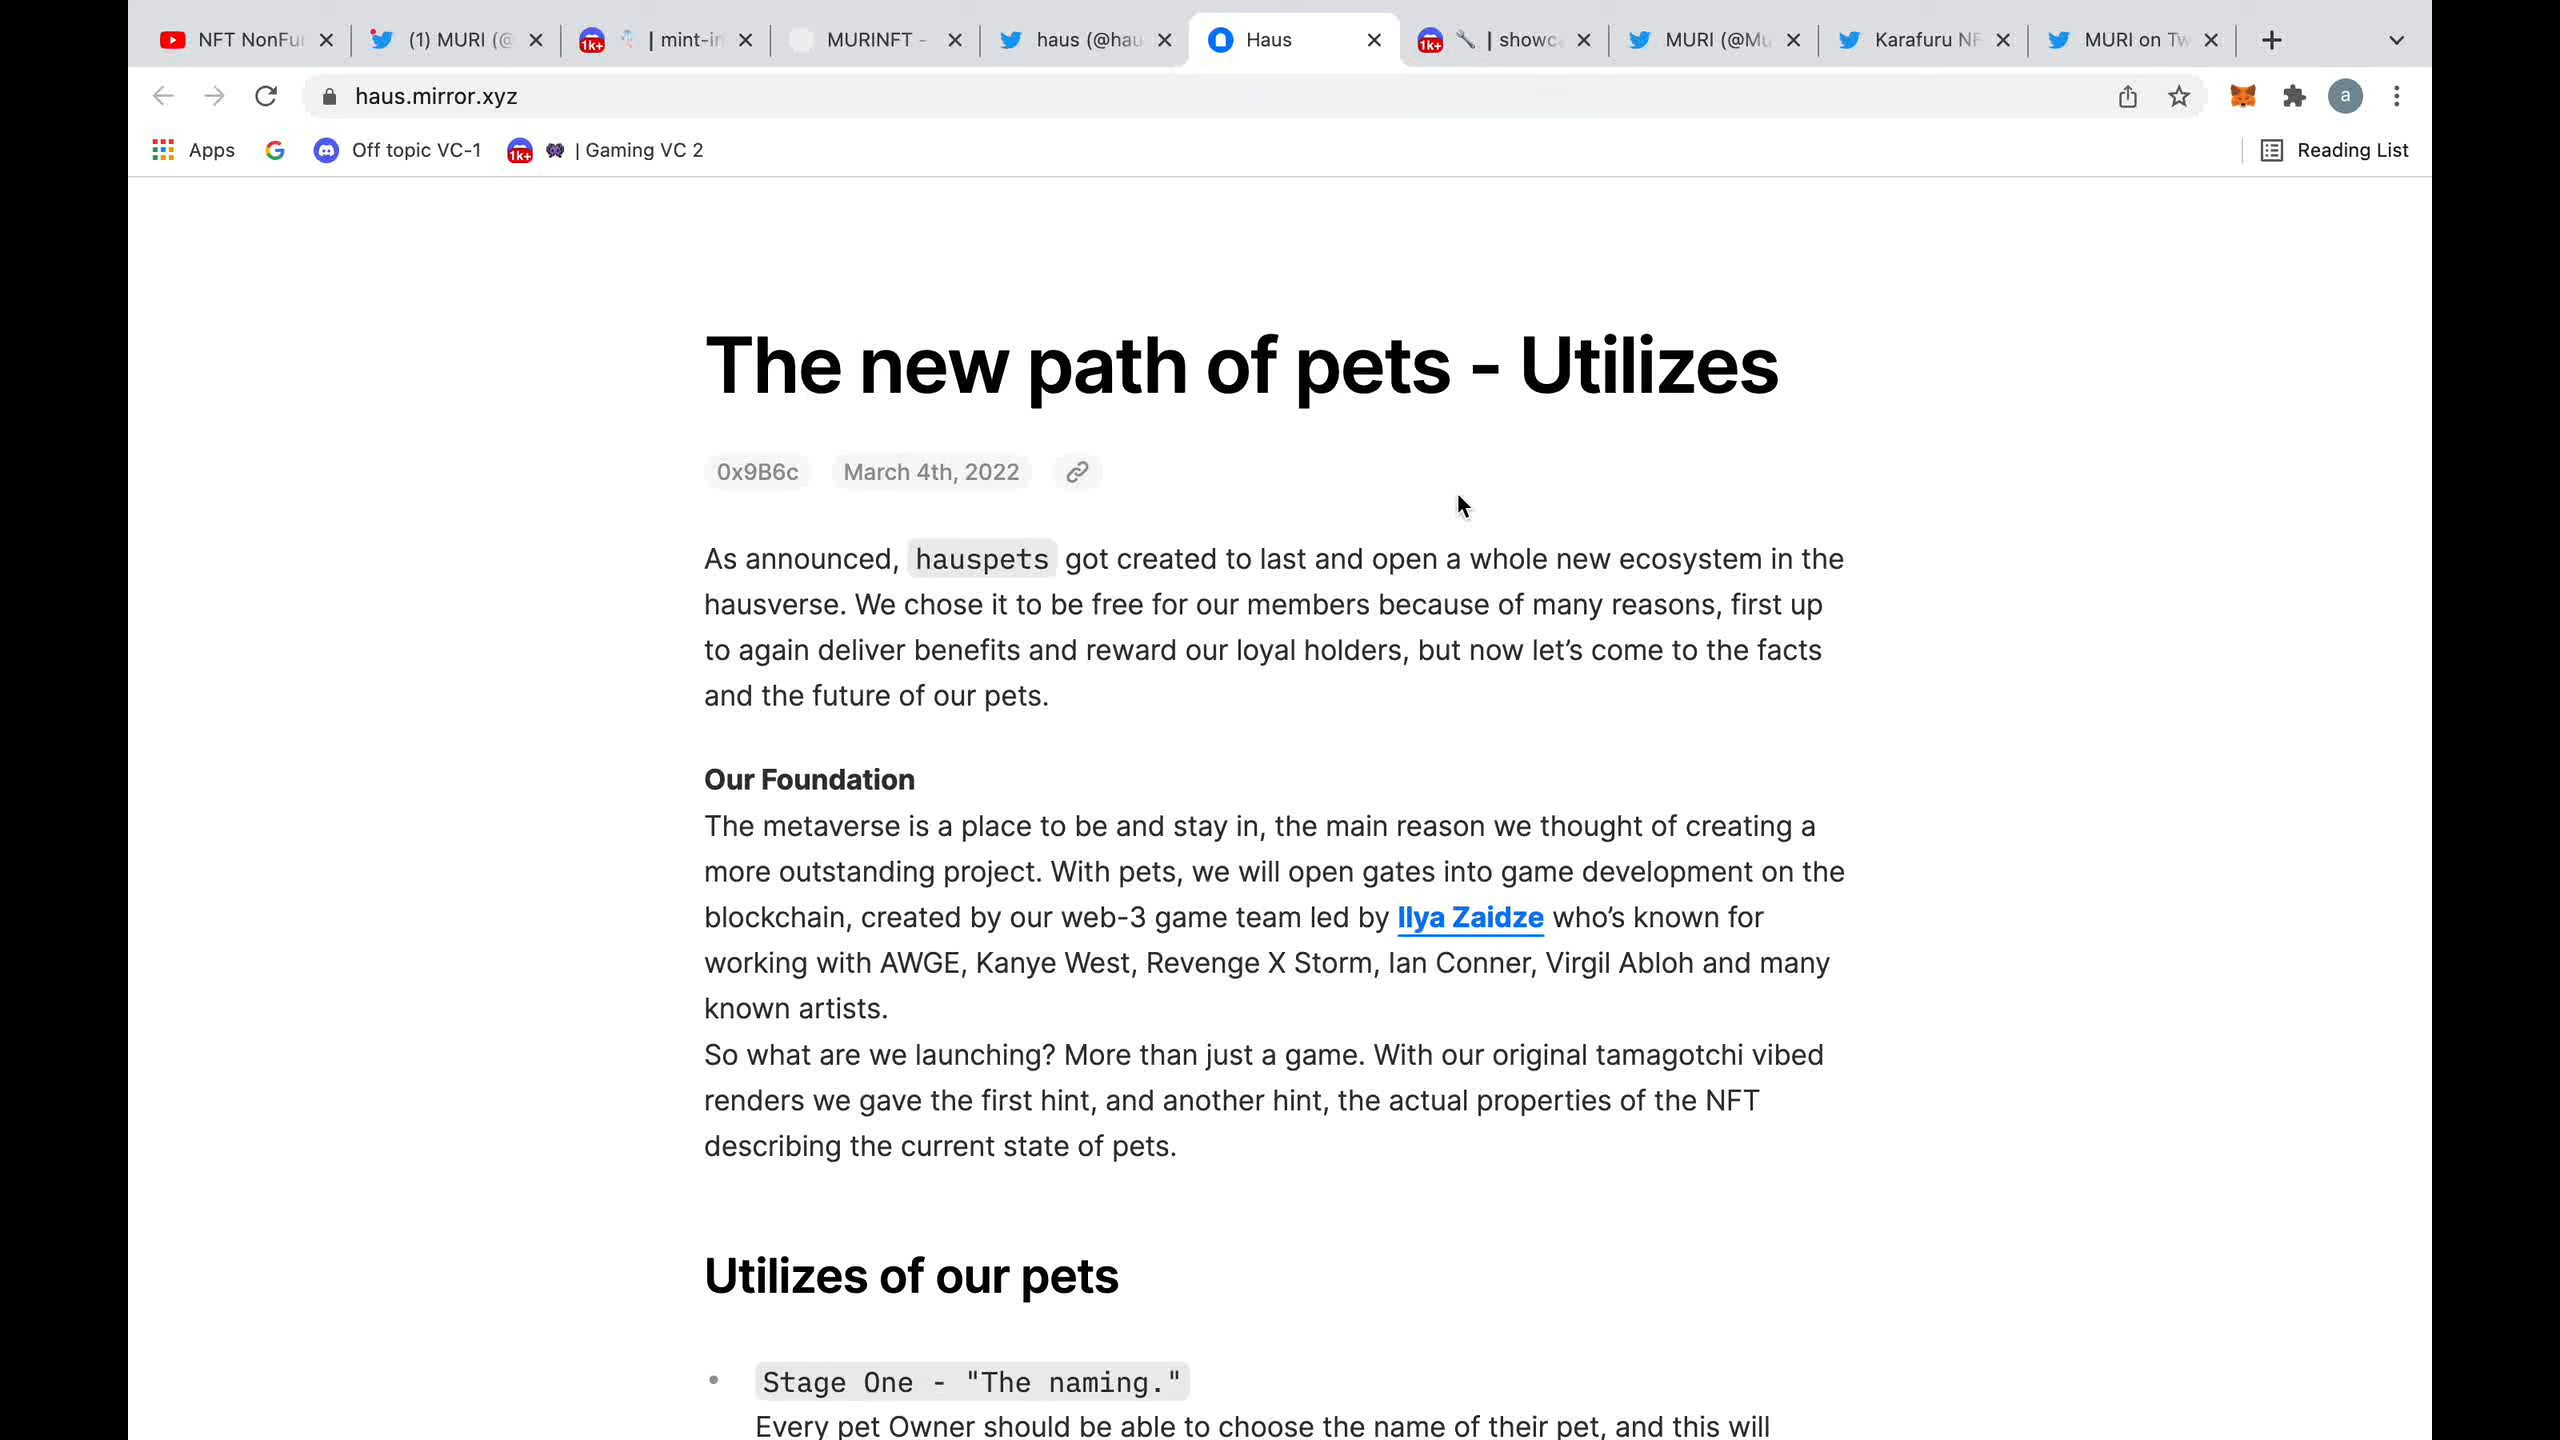 NFT NonFu
(1) MURI (@
1k+ | mint-in
MURINFT -
haus (@hau
Haus
1k+ | showc
MURI (@Mu
Karafuru NF
MURI on Tw
haus.mirror.xyz
a
Apps
Off topic VC-1
1k+ | Gaming VC 2
Reading List
The new path of pets - Utilizes
0x9B6c March 4th, 2022
As announced, hauspets got created to last and open a whole new ecosystem in the
hausverse. We chose it to be free for our members because of many reasons, first up
to again deliver benefits and reward our loyal holders, but now let’s come to the facts
and the future of our pets.
Our Foundation
The metaverse is a place to be and stay in, the main reason we thought of creating a
more outstanding project. With pets, we will open gates into game development on the
blockchain, created by our web-3 game team led by Ilya Zaidze who’s known for
working with AWGE, Kanye West, Revenge X Storm, Ian Conner, Virgil Abloh and many
known artists.
So what are we launching? More than just a game. With our original tamagotchi vibed
renders we gave the first hint, and another hint, the actual properties of the NFT
describing the current state of pets.
Utilizes of our pets
Stage One - "The naming."
Every pet Owner should be able to choose the name of their pet, and this will